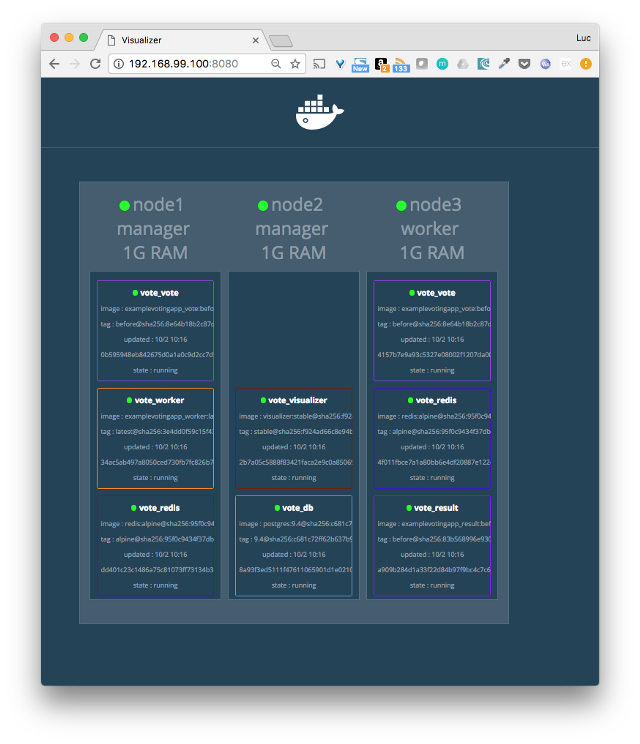 Visualizer
Luc
192.168.99.100:8080
New
2
133
node1
manager
1G RAM
node2
manager
1G RAM
node3
worker
1G RAM
vote_vote
image : examplevotingapp_vote:befo
tag : before@sha256:8e64b18b2c87c
updated : 10/2 10:16
0b595948eb842675d0a1a0c9d2cc7d
state : running
vote_worker
image : examplevotingapp_worker:la
tag : latest@sha256:3e4dd0f59c15f4
updated : 10/2 10:16
34ac5ab497a8050ced730fb7fc826b7
state : running
vote_redis
image : redis:alpine@sha256:95f0c94
tag : alpine@sha256:95f0c9434f37db
updated : 10/2 10:16
dd401c23c1486a75c81073ff73134b3
state : running
vote_visualizer
image : visualizer:stable@sha256:f92
tag : stable@sha256:f924ad66c8e94b
updated : 10/2 10:16
2b7a05c5888f83421faca2e9c0a8506
state : running
vote_db
image : postgres:9.4@sha256:c681c7
tag : 9.4@sha256:c681c72ff62b637b9
updated : 10/2 10:16
8a93f3ed5111f47611065901d1e0210
state : running
vote_vote
image : examplevotingapp_vote:befo
tag : before@sha256:8e64b18b2c87c
updated : 10/2 10:16
4157b7e9a93c5327e08002f1207da0
state : running
vote_redis
image : redis:alpine@sha256:95f0c94
tag : alpine@sha256:95f0c9434f37db
updated : 10/2 10:16
4f011fbce7a1a80bb6e4df20887e122
state : running
vote_result
image : examplevotingapp_result:bef
tag : before@sha256:83b568996e930
updated : 10/2 10:16
a909b284d1a33f22d84b97f9bc4c7c6
state : running